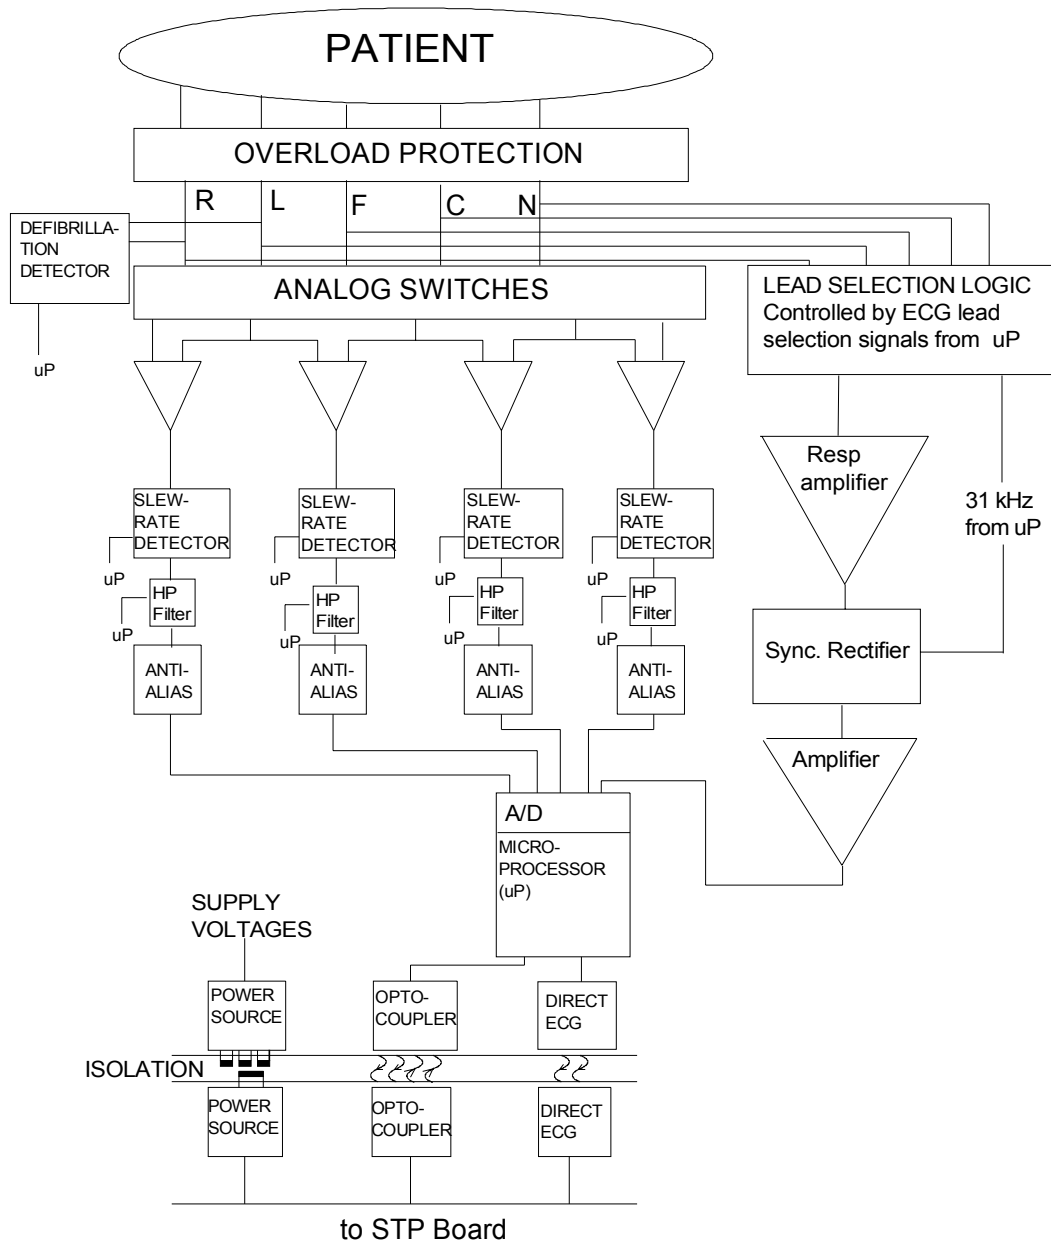 PATIENT
OVERLOAD PROTECTION
R L F C N
DEFIBRILLA-
TION
DETECTOR
uP
ANALOG SWITCHES
LEAD SELECTION LOGIC
Controlled by ECG lead
selection signals from uP
Resp
amplifier
31 kHz
from uP
SLEW-
RATE
DETECTOR
uP
SLEW-
RATE
DETECTOR
uP
SLEW-
RATE
DETECTOR
uP
SLEW-
RATE
DETECTOR
uP
HP
Filter
uP
HP
Filter
uP
HP
Filter
uP
HP
Filter
uP
Sync. Rectifier
ANTI-
ALIAS
ANTI-
ALIAS
ANTI-
ALIAS
ANTI-
ALIAS
Amplifier
A/D
MICRO-
PROCESSOR
(uP)
SUPPLY
VOLTAGES
POWER
SOURCE
OPTO-
COUPLER
DIRECT
ECG
ISOLATION
POWER
SOURCE
OPTO-
COUPLER
DIRECT
ECG
to STP Board